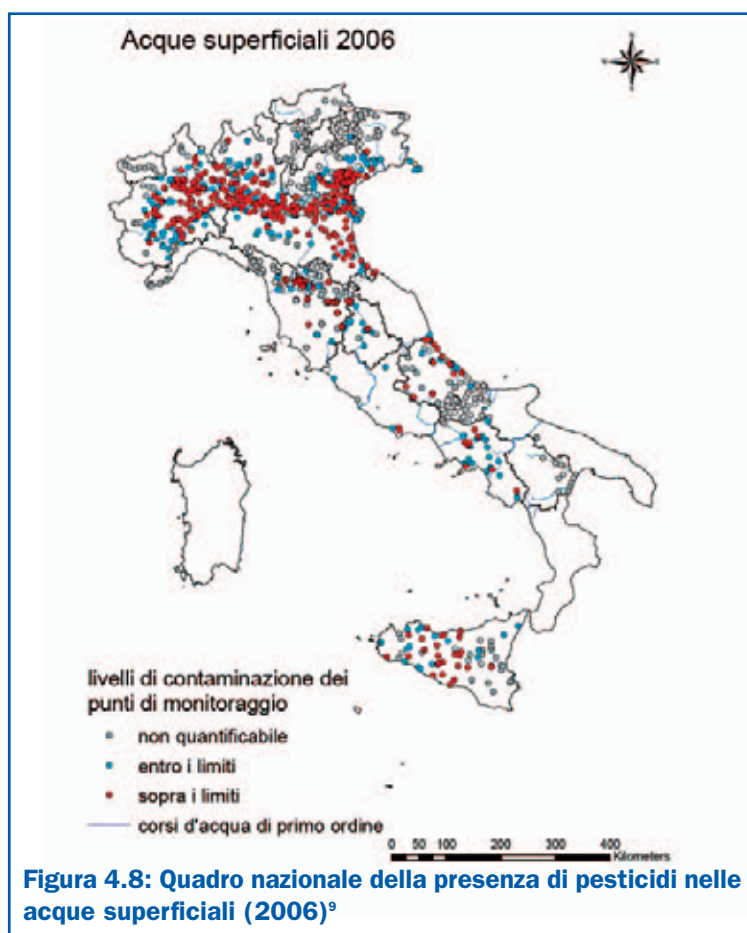 Acque superficiali 2006
livelli di contaminazione dei
punti di monitoraggio
non quantificabile
entro i limiti
sopra i limiti
corsi d'acqua di primo ordine
0 50 100 200 300 400
Kilometers
Figura 4.8: Quadro nazionale della presenza di pesticidi nelle
acque superficiali (2006)⁹